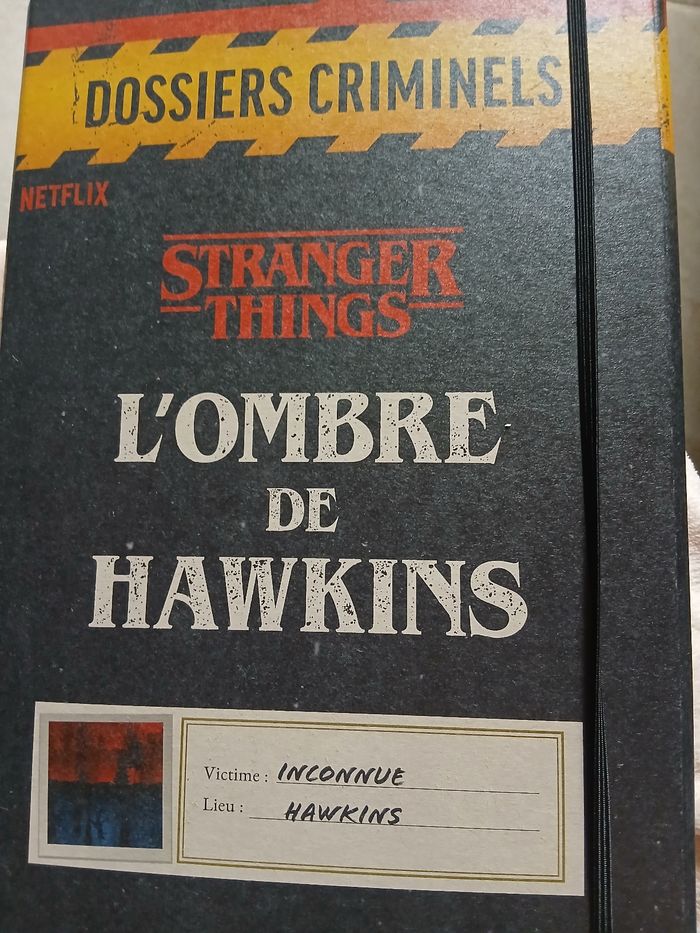 DOSSIERS CRIMINELS
NETFLIX
STRANGER
THINGS
L'OMBRE
DE
HAWKINS
Victime : INCONNUE
Lieu : HAWKINS